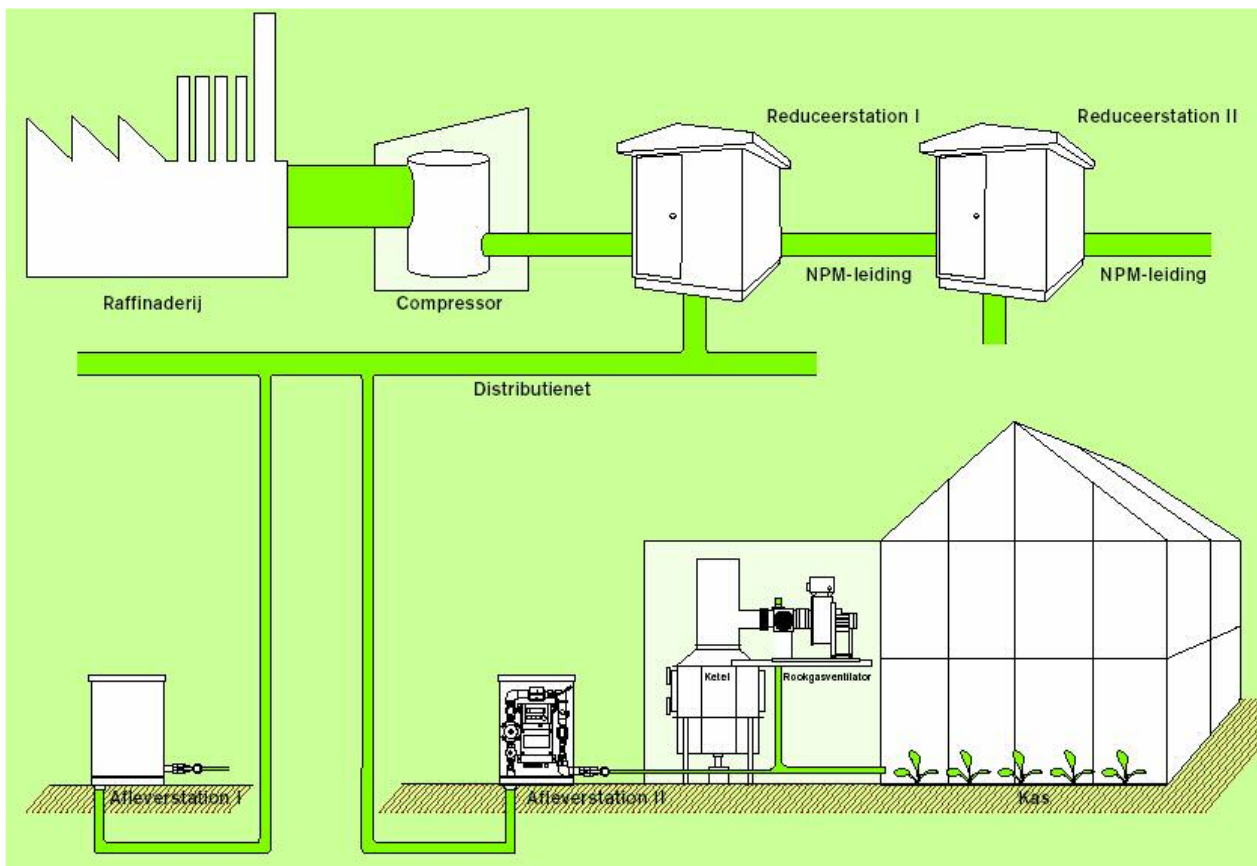 Reduceerstation I
Reduceerstation II
NPM-leiding
NPM-leiding
Raffinaderij
Compressor
Distributienet
Ketel
Rookgasventilator
Afleverstation I
Afleverstation II
Kas